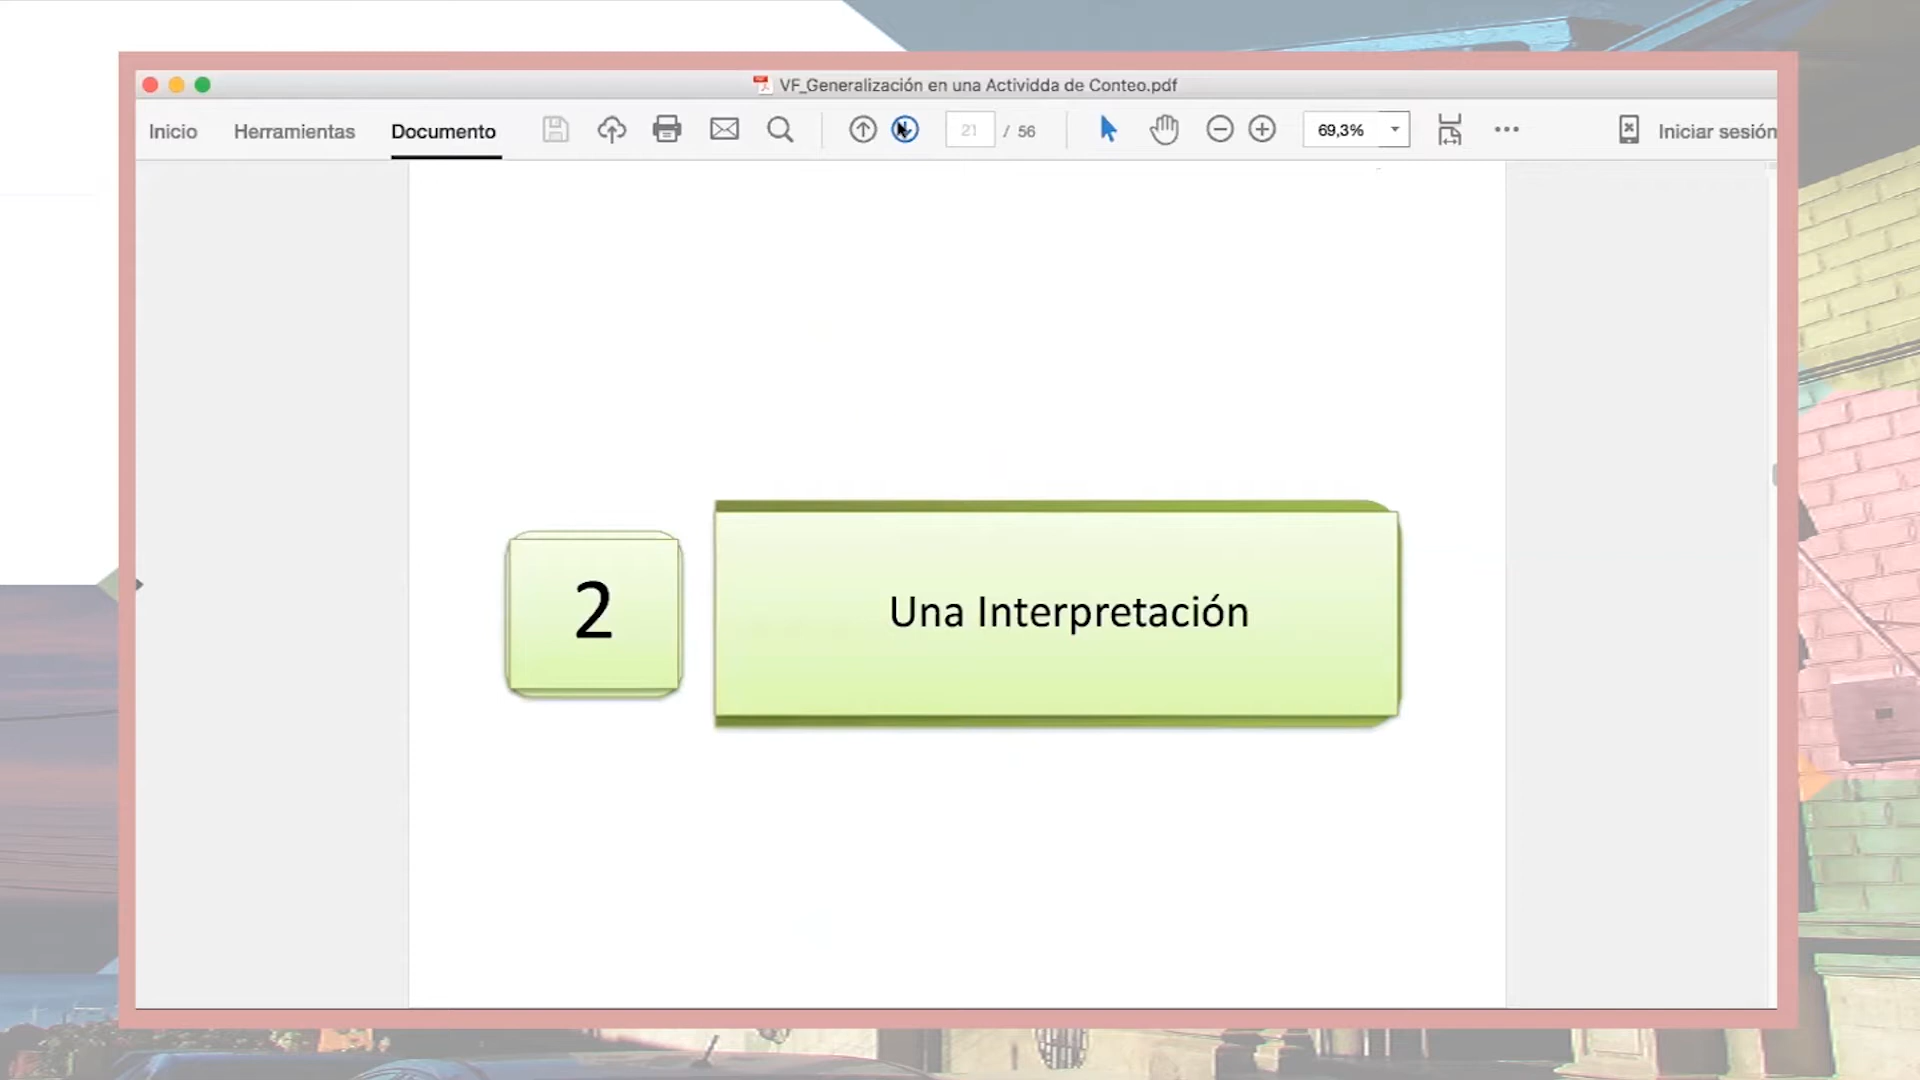 VF_Generalización en una Actividda de Conteo.pdf
Inicio Herramientas Documento 21 / 56 69,3% Iniciar sesión
2 Una Interpretación